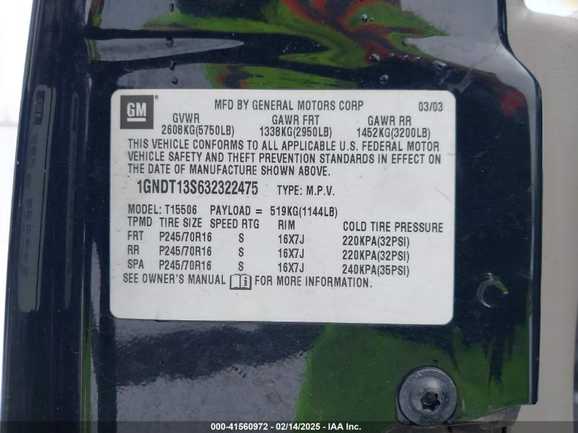 GM
MFD BY GENERAL MOTORS CORP 03/03
GVWR GAWR FRT GAWR RR
2608KG(5750LB) 1338KG(2950LB) 1452KG(3200LB)
THIS VEHICLE CONFORMS TO ALL APPLICABLE U.S. FEDERAL MOTOR
VEHICLE SAFETY AND THEFT PREVENTION STANDARDS IN EFFECT ON
THE DATE OF MANUFACTURE SHOWN ABOVE.
1GNDT13S632322475 TYPE: M.P.V.
MODEL: T15506 PAYLOAD = 519KG(1144LB)
TPMD TIRE SIZE SPEED RTG RIM COLD TIRE PRESSURE
FRT P245/70R16 S 16X7J 220KPA(32PSI)
RR P245/70R16 S 16X7J 220KPA(32PSI)
SPA P245/70R16 S 16X7J 240KPA(35PSI)
SEE OWNER'S MANUAL FOR MORE INFORMATION.
000-41560972 - 02/14/2025 - IAA Inc.